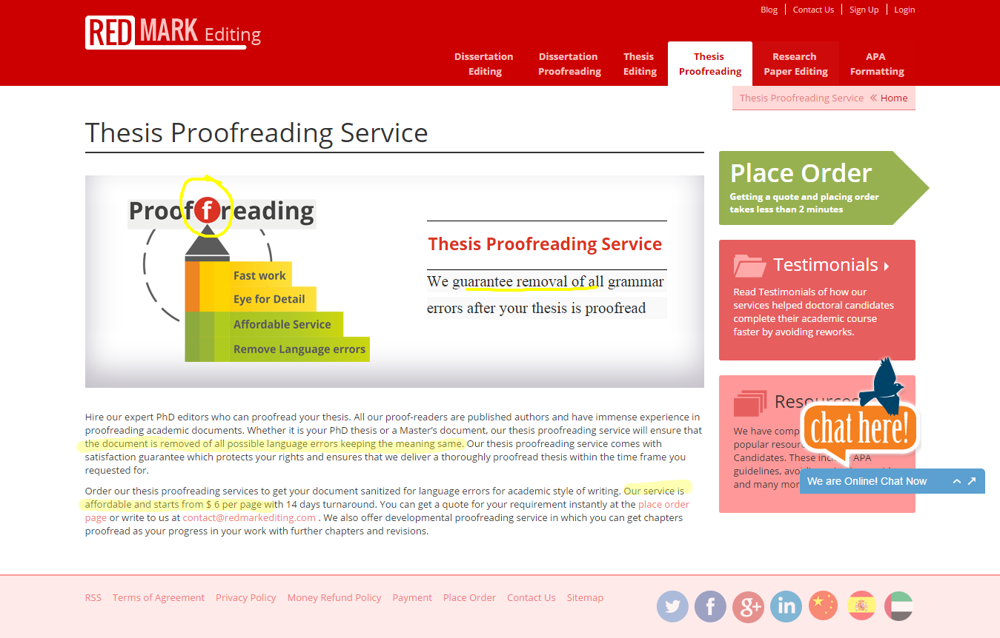 Blog
Contact Us
Sign Up
Login
RED MARK Editing
Dissertation
Editing
Dissertation
Proofreading
Thesis
Editing
Thesis
Proofreading
Research
Paper Editing
APA
Formatting
Thesis Proofreading Service « Home
Thesis Proofreading Service
Proof f reading
Fast work
Eye for Detail
Affordable Service
Remove Language errors
Thesis Proofreading Service
We guarantee removal of all grammar
errors after your thesis is proofread
Place Order
Getting a quote and placing order
takes less than 2 minutes
Testimonials
Read Testimonials of how our
services helped doctoral candidates
complete their academic course
faster by avoiding reworks.
We have
popular
Candidates. These APA
guidelines,
and many
chat here!
We are Online! Chat Now
Hire our expert PhD editors who can proofread your thesis. All our proof-readers are published authors and have immense experience in
proofreading academic documents. Whether it is your PhD thesis or a Master's document, our thesis proofreading service will ensure that
the document is removed of all possible language errors keeping the meaning same. Our thesis proofreading service comes with
satisfaction guarantee which protects your rights and ensures that we deliver a thoroughly proofread thesis within the time frame you
requested for.
Order our thesis proofreading services to get your document sanitized for language errors for academic style of writing. Our service is
affordable and starts from $ 6 per page with 14 days turnaround. You can get a quote for your requirement instantly at the place order
page or write to us at contact@redmarkediting.com . We also offer developmental proofreading service in which you can get chapters
proofread as your progress in your work with further chapters and revisions.
RSS
Terms of Agreement
Privacy Policy
Money Refund Policy
Payment
Place Order
Contact Us
Sitemap
f
g+
in